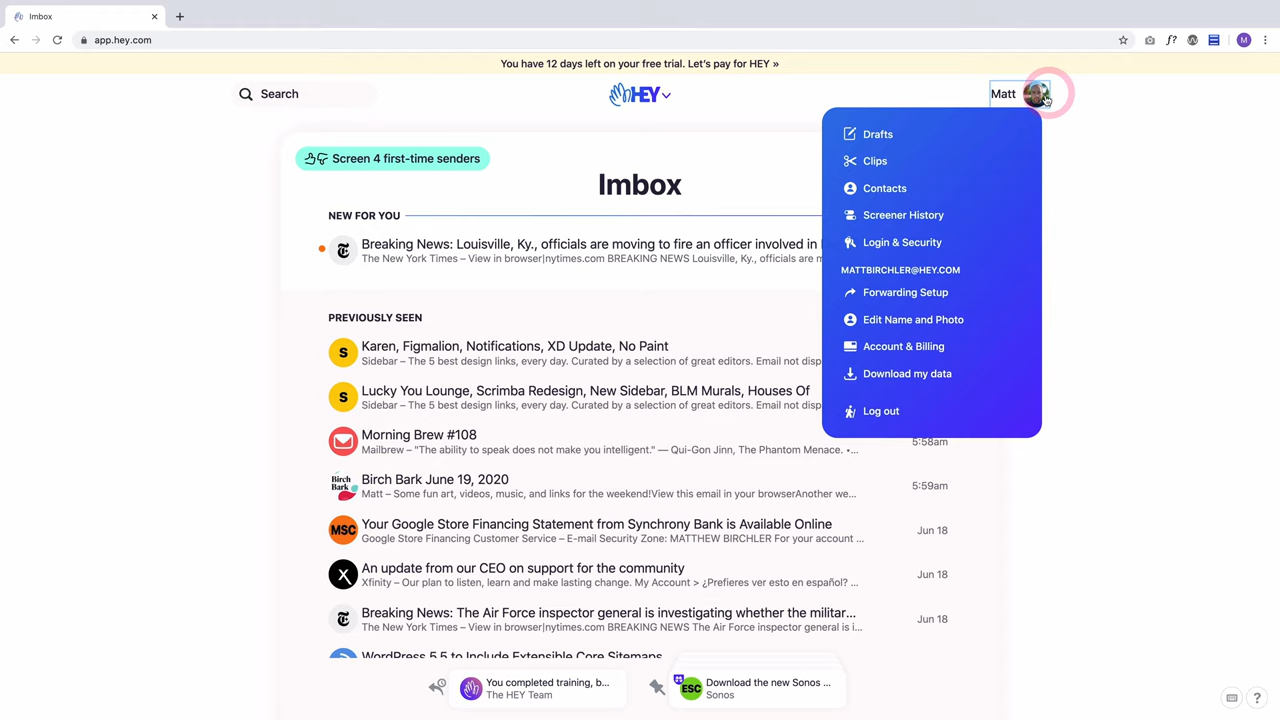 Imbox
app.hey.com
f?
M
You have 12 days left on your free trial. Let's pay for HEY »
Search
HEY
Matt
Screen 4 first-time senders
Imbox
NEW FOR YOU
Breaking News: Louisville, Ky., officials are moving to fire an officer involved in
The New York Times – View in browser|nytimes.com BREAKING NEWS Louisville, Ky., officials are m
PREVIOUSLY SEEN
S
Karen, Figmalion, Notifications, XD Update, No Paint
Sidebar – The 5 best design links, every day. Curated by a selection of great editors. Email not disp
S
Lucky You Lounge, Scrimba Redesign, New Sidebar, BLM Murals, Houses Of
Sidebar – The 5 best design links, every day. Curated by a selection of great editors. Email not disp
Morning Brew #108
Mailbrew – "The ability to speak does not make you intelligent." — Qui-Gon Jinn, The Phantom Menace. •...
5:58am
Birch Bark
Birch Bark June 19, 2020
Matt – Some fun art, videos, music, and links for the weekend!View this email in your browserAnother we...
5:59am
MSC
Your Google Store Financing Statement from Synchrony Bank is Available Online
Google Store Financing Customer Service – E-mail Security Zone: MATTHEW BIRCHLER For your account ...
Jun 18
X
An update from our CEO on support for the community
Xfinity – Our plan to listen, learn and make lasting change. My Account > ¿Prefieres ver esto en español? ...
Jun 18
Breaking News: The Air Force inspector general is investigating whether the militar...
The New York Times – View in browser|nytimes.com BREAKING NEWS The Air Force inspector general is i...
Jun 18
WordPress 5.5 to Include Extensible Core Sitemaps
Drafts
Clips
Contacts
Screener History
Login & Security
MATTBIRCHLER@HEY.COM
Forwarding Setup
Edit Name and Photo
Account & Billing
Download my data
Log out
You completed training, b...
The HEY Team
ESC
Download the new Sonos ...
Sonos
?